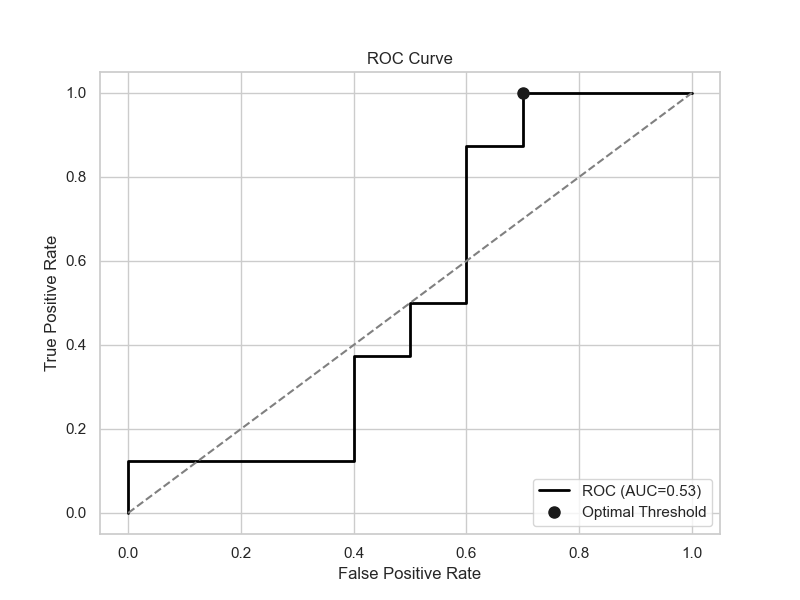 ROC Curve
True Positive Rate
1.0
0.8
0.6
0.4
0.2
0.0
ROC (AUC=0.53)
Optimal Threshold
0.0 0.2 0.4 0.6 0.8 1.0
False Positive Rate